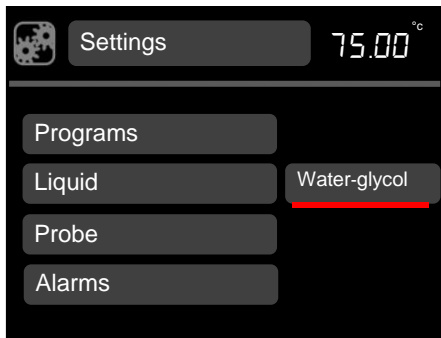 Settings
75.00°c
Programs
Liquid
Water-glycol
Probe
Alarms